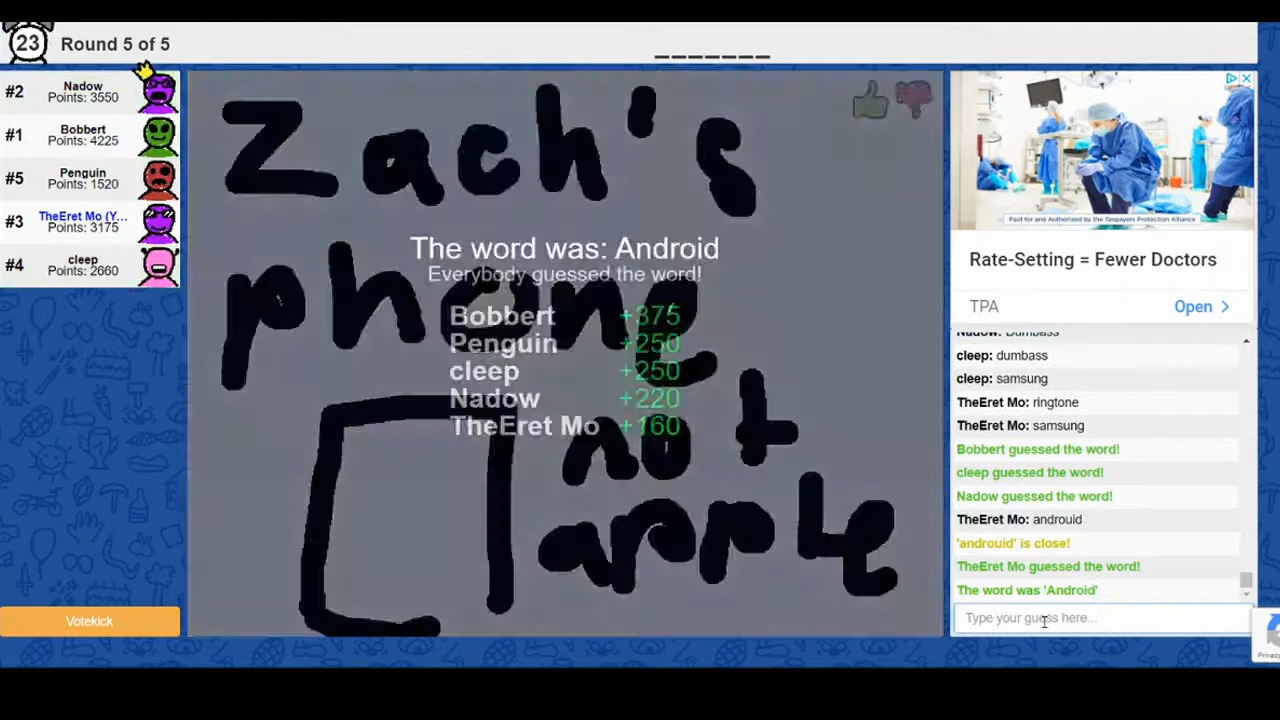 23
Round 5 of 5
_______
#2
Nadow
Points: 3550
#1
Bobbert
Points: 4225
#5
Penguin
Points: 1520
#3
TheEret Mo (Y...
Points: 3175
#4
cleep
Points: 2660
Votekick
Zach's
phone
not
apple
The word was: Android
Everybody guessed the word!
Bobbert +375
Penguin +250
cleep +250
Nadow +220
TheEret Mo +160
Paid for and Authorized by the Taxpayers Protection Alliance
Rate-Setting = Fewer Doctors
TPA
Open >
Nadow: Dumbass
cleep: dumbass
cleep: samsung
TheEret Mo: ringtone
TheEret Mo: samsung
Bobbert guessed the word!
cleep guessed the word!
Nadow guessed the word!
TheEret Mo: androuid
'androuid' is close!
TheEret Mo guessed the word!
The word was 'Android'
Type your guess here...